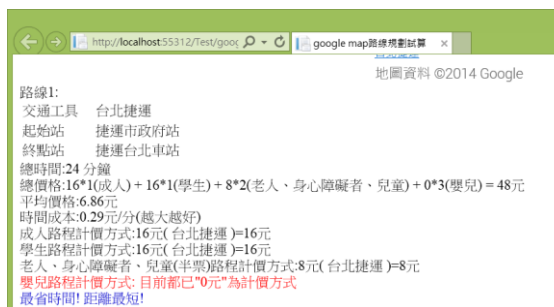 http://localhost:55312/Test/goog
google map路線規劃試算
地圖資料 ©2014 Google
路線1:
交通工具 台北捷運
起始站 捷運市政府站
終點站 捷運台北車站
總時間:24 分鐘
總價格:16*1(成人) + 16*1(學生) + 8*2(老人、身心障礙者、兒童) + 0*3(嬰兒) = 48元
平均價格:6.86元
時間成本:0.29元/分(越大越好)
成人路程計價方式:16元( 台北捷運 )=16元
學生路程計價方式:16元( 台北捷運 )=16元
老人、身心障礙者、兒童(半票)路程計價方式:8元( 台北捷運 )=8元
嬰兒路程計價方式: 目前都已"0元"為計價方式
最省時間! 距離最短!